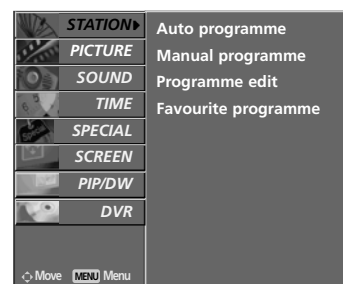 STATION
PICTURE
SOUND
TIME
SPECIAL
SCREEN
PIP/DW
DVR
Move MENU Menu
Auto programme
Manual programme
Programme edit
Favourite programme